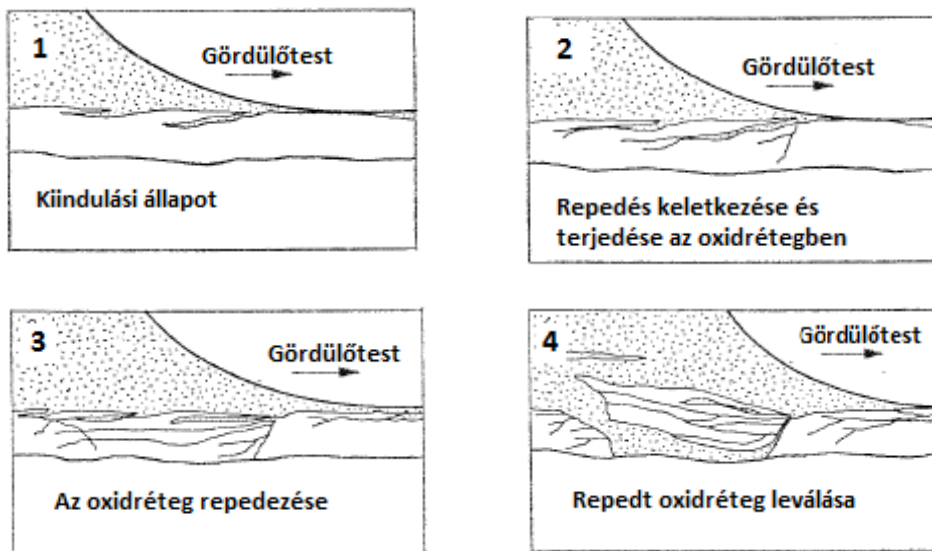 1
Gördülőtest
Kiindulási állapot
2
Gördülőtest
Repedés keletkezése és
terjedése az oxidrétegben
3
Gördülőtest
Az oxidréteg repedezése
4
Gördülőtest
Repedt oxidréteg leválása